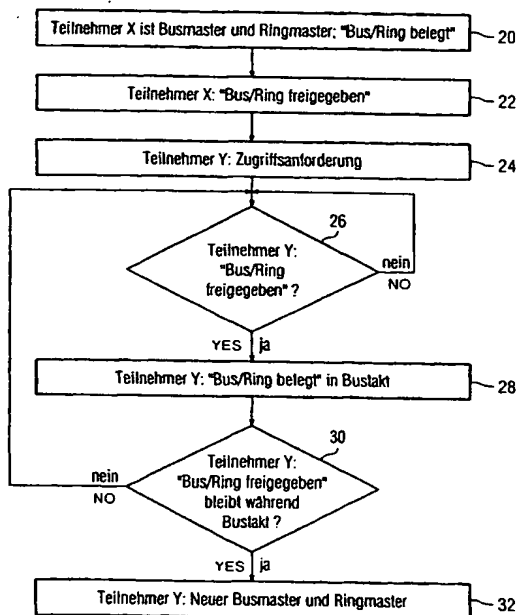 Teilnehmer X ist Busmaster und Ringmaster; "Bus/Ring belegt"
20
Teilnehmer X: "Bus/Ring freigegeben"
22
Teilnehmer Y: Zugriffsanforderung
24
26
Teilnehmer Y:
"Bus/Ring
freigegeben" ?
nein
NO
YES ja
Teilnehmer Y: "Bus/Ring belegt" in Bustakt
28
30
nein
NO
Teilnehmer Y:
"Bus/Ring freigegeben"
bleibt während
Bustakt ?
YES ja
Teilnehmer Y: Neuer Busmaster und Ringmaster
32